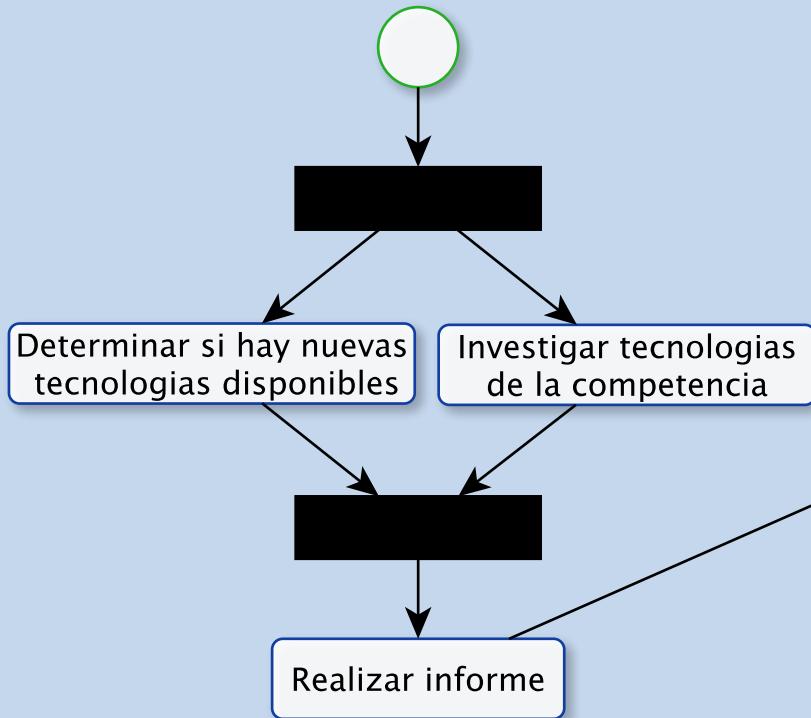 Determinar si hay nuevas
tecnologias disponibles
Investigar tecnologias
de la competencia
Realizar informe